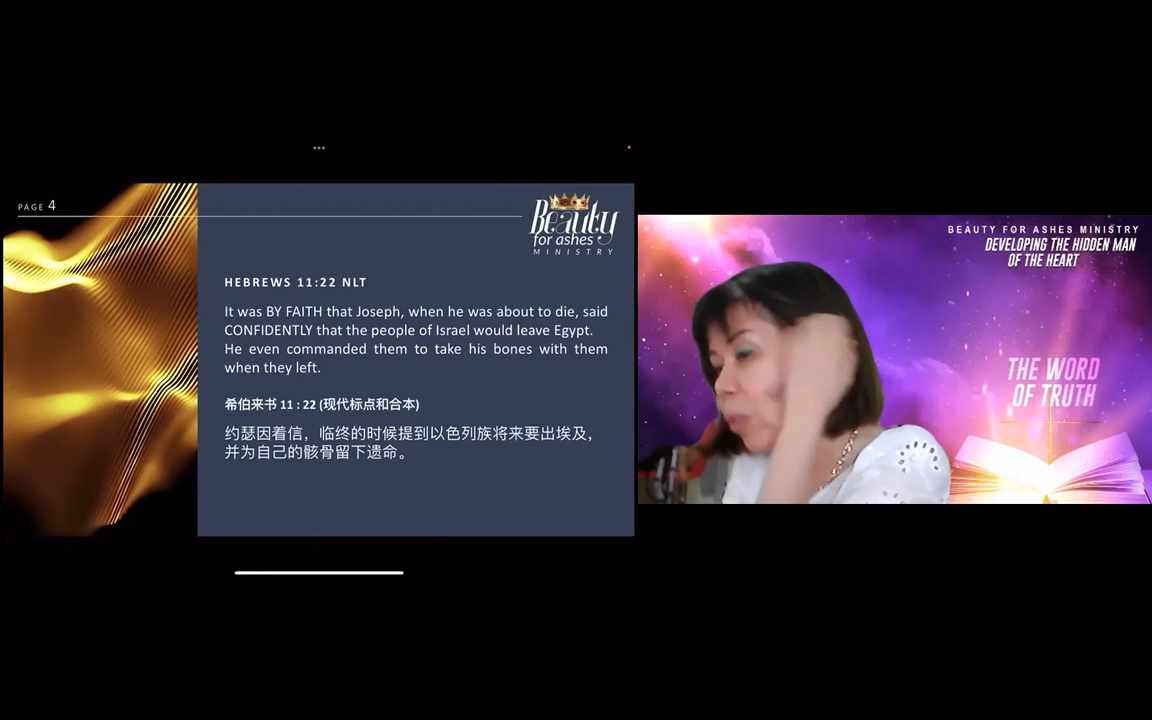 PAGE 4
Beauty
for ashes
MINISTRY
HEBREWS 11:22 NLT
It was BY FAITH that Joseph, when he was about to die, said
CONFIDENTLY that the people of Israel would leave Egypt.
He even commanded them to take his bones with them
when they left.
希伯来书 11 : 22 (现代标点和合本)
约瑟因着信，临终的时候提到以色列族将来要出埃及，
并为自己的骸骨留下遗命。
BEAUTY FOR ASHES MINISTRY
DEVELOPING THE HIDDEN MAN
OF THE HEART
THE WORD
OF TRUTH